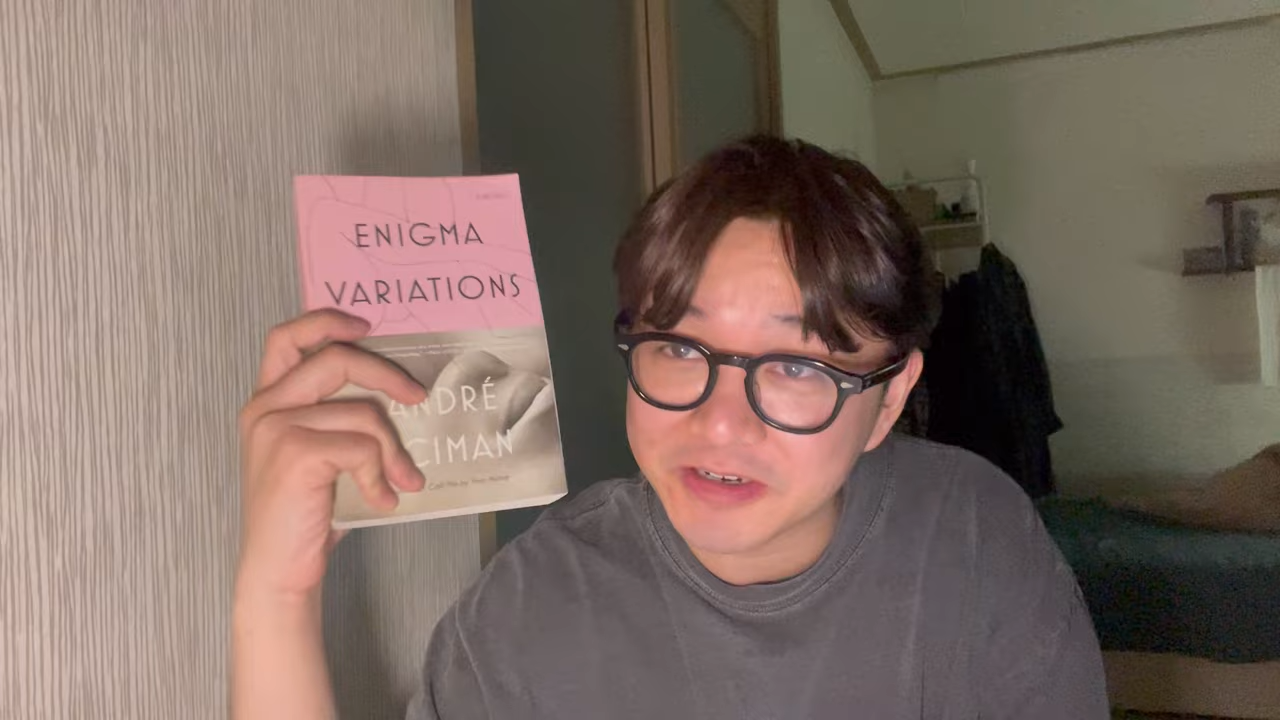 ENIGMA
VARIATIONS
ANDRÉ
CIMAN
Call Me by Your Name